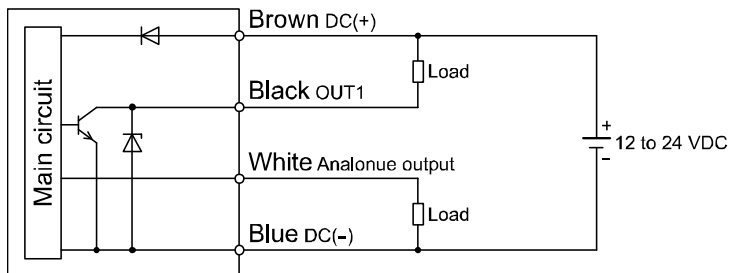 Brown DC(+)
Load
Black OUT1
Main circuit
White Analonue output
+
12 to 24 VDC
−
Load
Blue DC(−)